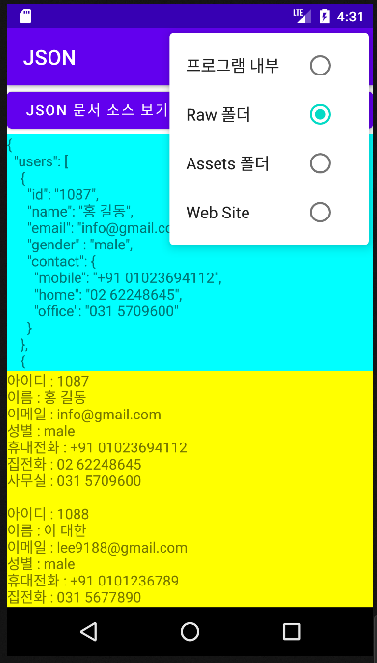 LTE 4:31
JSON
프로그램 내부
Raw 폴더
Assets 폴더
Web Site
JSON 문서 소스 보기
{
"users": [
{
"id": "1087",
"name": "홍 길동",
"email": "info@gmail.co
"gender" : "male",
"contact": {
"mobile": "+91 01023694112",
"home": "02 62248645",
"office": "031 5709600"
}
},
{
아이디 : 1087
이름 : 홍 길동
이메일 : info@gmail.com
성별 : male
휴대전화 : +91 01023694112
집전화 : 02 62248645
사무실 : 031 5709600
아이디 : 1088
이름 : 이 대한
이메일 : lee9188@gmail.com
성별 : male
휴대전화 : +91 0101236789
집전화 : 031 5677890